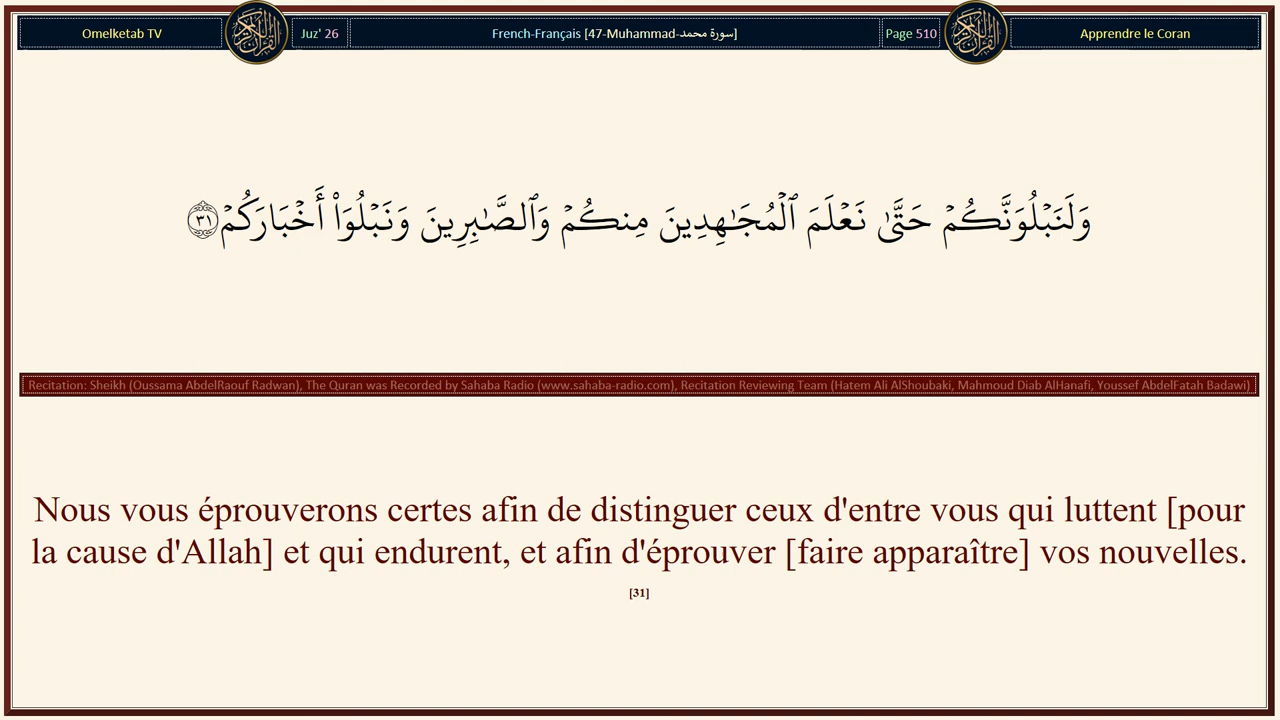 Omelketab TV
Juz' 26
French-Français [47-Muhammad-سورة محمد]
Page 510
Apprendre le Coran
وَلَنَبْلُوَنَّكُمْ حَتَّىٰ نَعْلَمَ ٱلْمُجَـٰهِدِينَ مِنكُمْ وَٱلصَّـٰبِرِينَ وَنَبْلُوَا۟ أَخْبَارَكُمْ ٣١
Recitation: Sheikh (Oussama AbdelRaouf Radwan), The Quran was Recorded by Sahaba Radio (www.sahaba-radio.com), Recitation Reviewing Team (Hatem Ali AlShoubaki, Mahmoud Diab AlHanafi, Youssef AbdelFatah Badawi)
Nous vous éprouverons certes afin de distinguer ceux d'entre vous qui luttent [pour
la cause d'Allah] et qui endurent, et afin d'éprouver [faire apparaître] vos nouvelles.
[31]